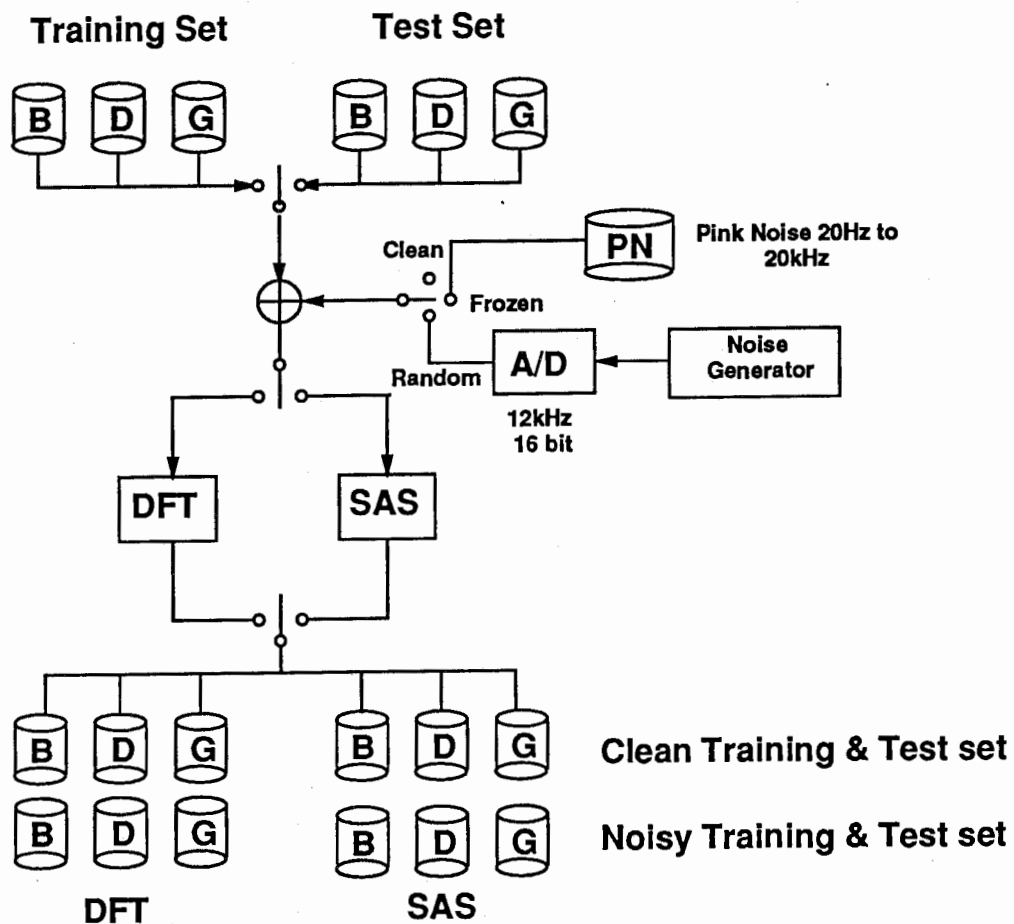 Training Set
Test Set
B D G
B D G
PN
Pink Noise 20Hz to
20kHz
Clean
Frozen
Random
A/D
Noise
Generator
12kHz
16 bit
DFT
SAS
B D G
B D G
Clean Training & Test set
B D G
B D G
Noisy Training & Test set
DFT
SAS